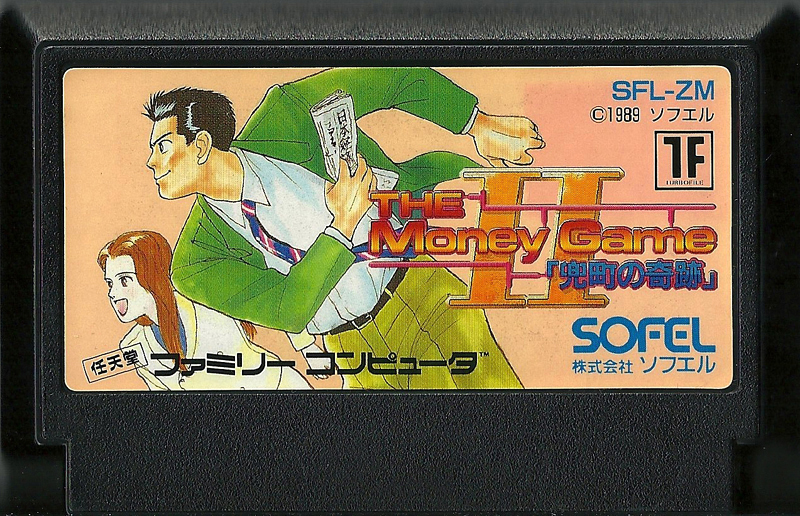 SFL-ZM
©1989 ソフエル
TF
TURBOFILE
THE
Money Game
II
「兜町の奇跡」
SOFEL
株式会社 ソフエル
任天堂 ファミリー コンピュータ™